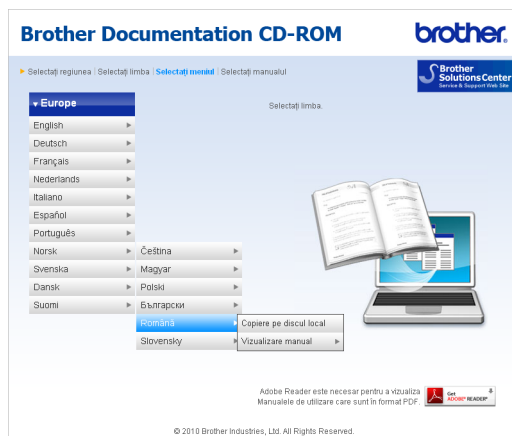 Brother Documentation CD-ROM
brother.
Selectați regiunea | Selectați limba | Selectați meniul | Selectați manualul
Brother
Solutions Center
Service & Support Web Site
Europe
Selectați limba.
English
Deutsch
Français
Nederlands
Italiano
Español
Português
Norsk
Čeština
Svenska
Magyar
Dansk
Polski
Suomi
Български
Română
Copiere pe discul local
Slovensky
Vizualizare manual
Adobe Reader este necesar pentru a vizualiza
Manualele de utilizare care sunt în format PDF.
Get
ADOBE® READER®
© 2010 Brother Industries, Ltd. All Rights Reserved.